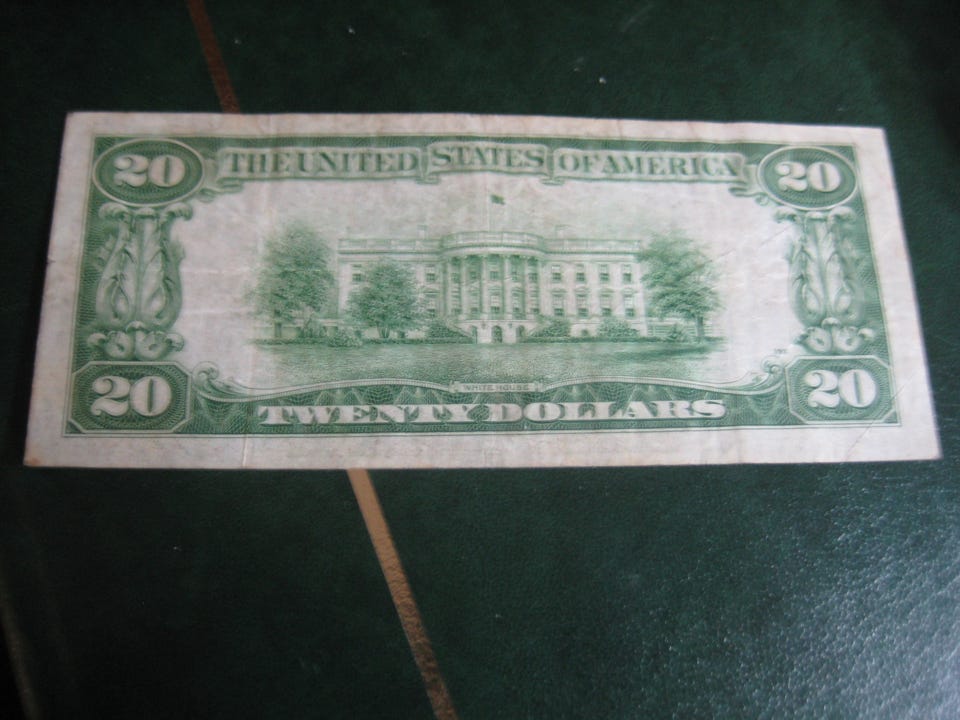 20 THE UNITED STATES OF AMERICA 20
WHITE HOUSE
20 TWENTY DOLLARS 20